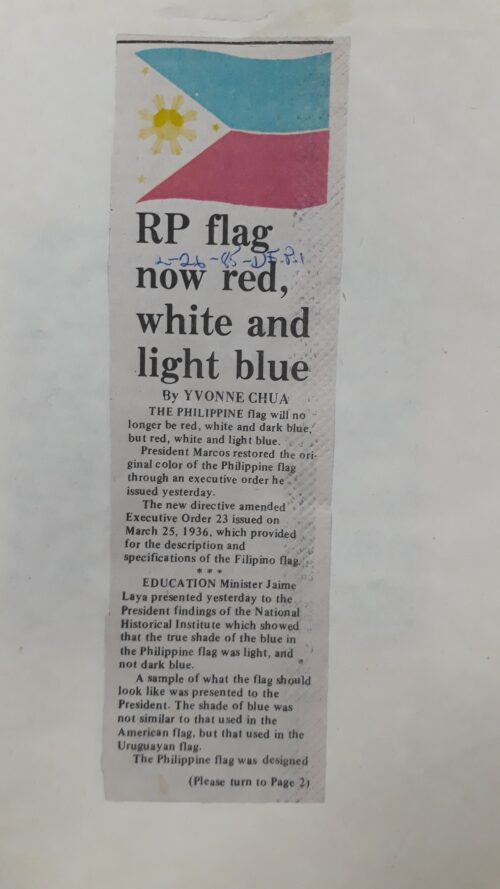 RP flag
2-26-85-DE.P.1
now red,
white and
light blue
By YVONNE CHUA
THE PHILIPPINE flag will no
longer be red, white and dark blue,
but red, white and light blue.
President Marcos restored the ori-
ginal color of the Philippine flag
through an executive order he
issued yesterday.
The new directive amended
Executive Order 23 issued on
March 25, 1936, which provided
for the description and
specifications of the Filipino flag.
* * *
EDUCATION Minister Jaime
Laya presented yesterday to the
President findings of the National
Historical Institute which showed
that the true shade of the blue in
the Philippine flag was light, and
not dark blue.
A sample of what the flag should
look like was presented to the
President. The shade of blue was
not similar to that used in the
American flag, but that used in the
Uruguayan flag.
The Philippine flag was designed
(Please turn to Page 2)